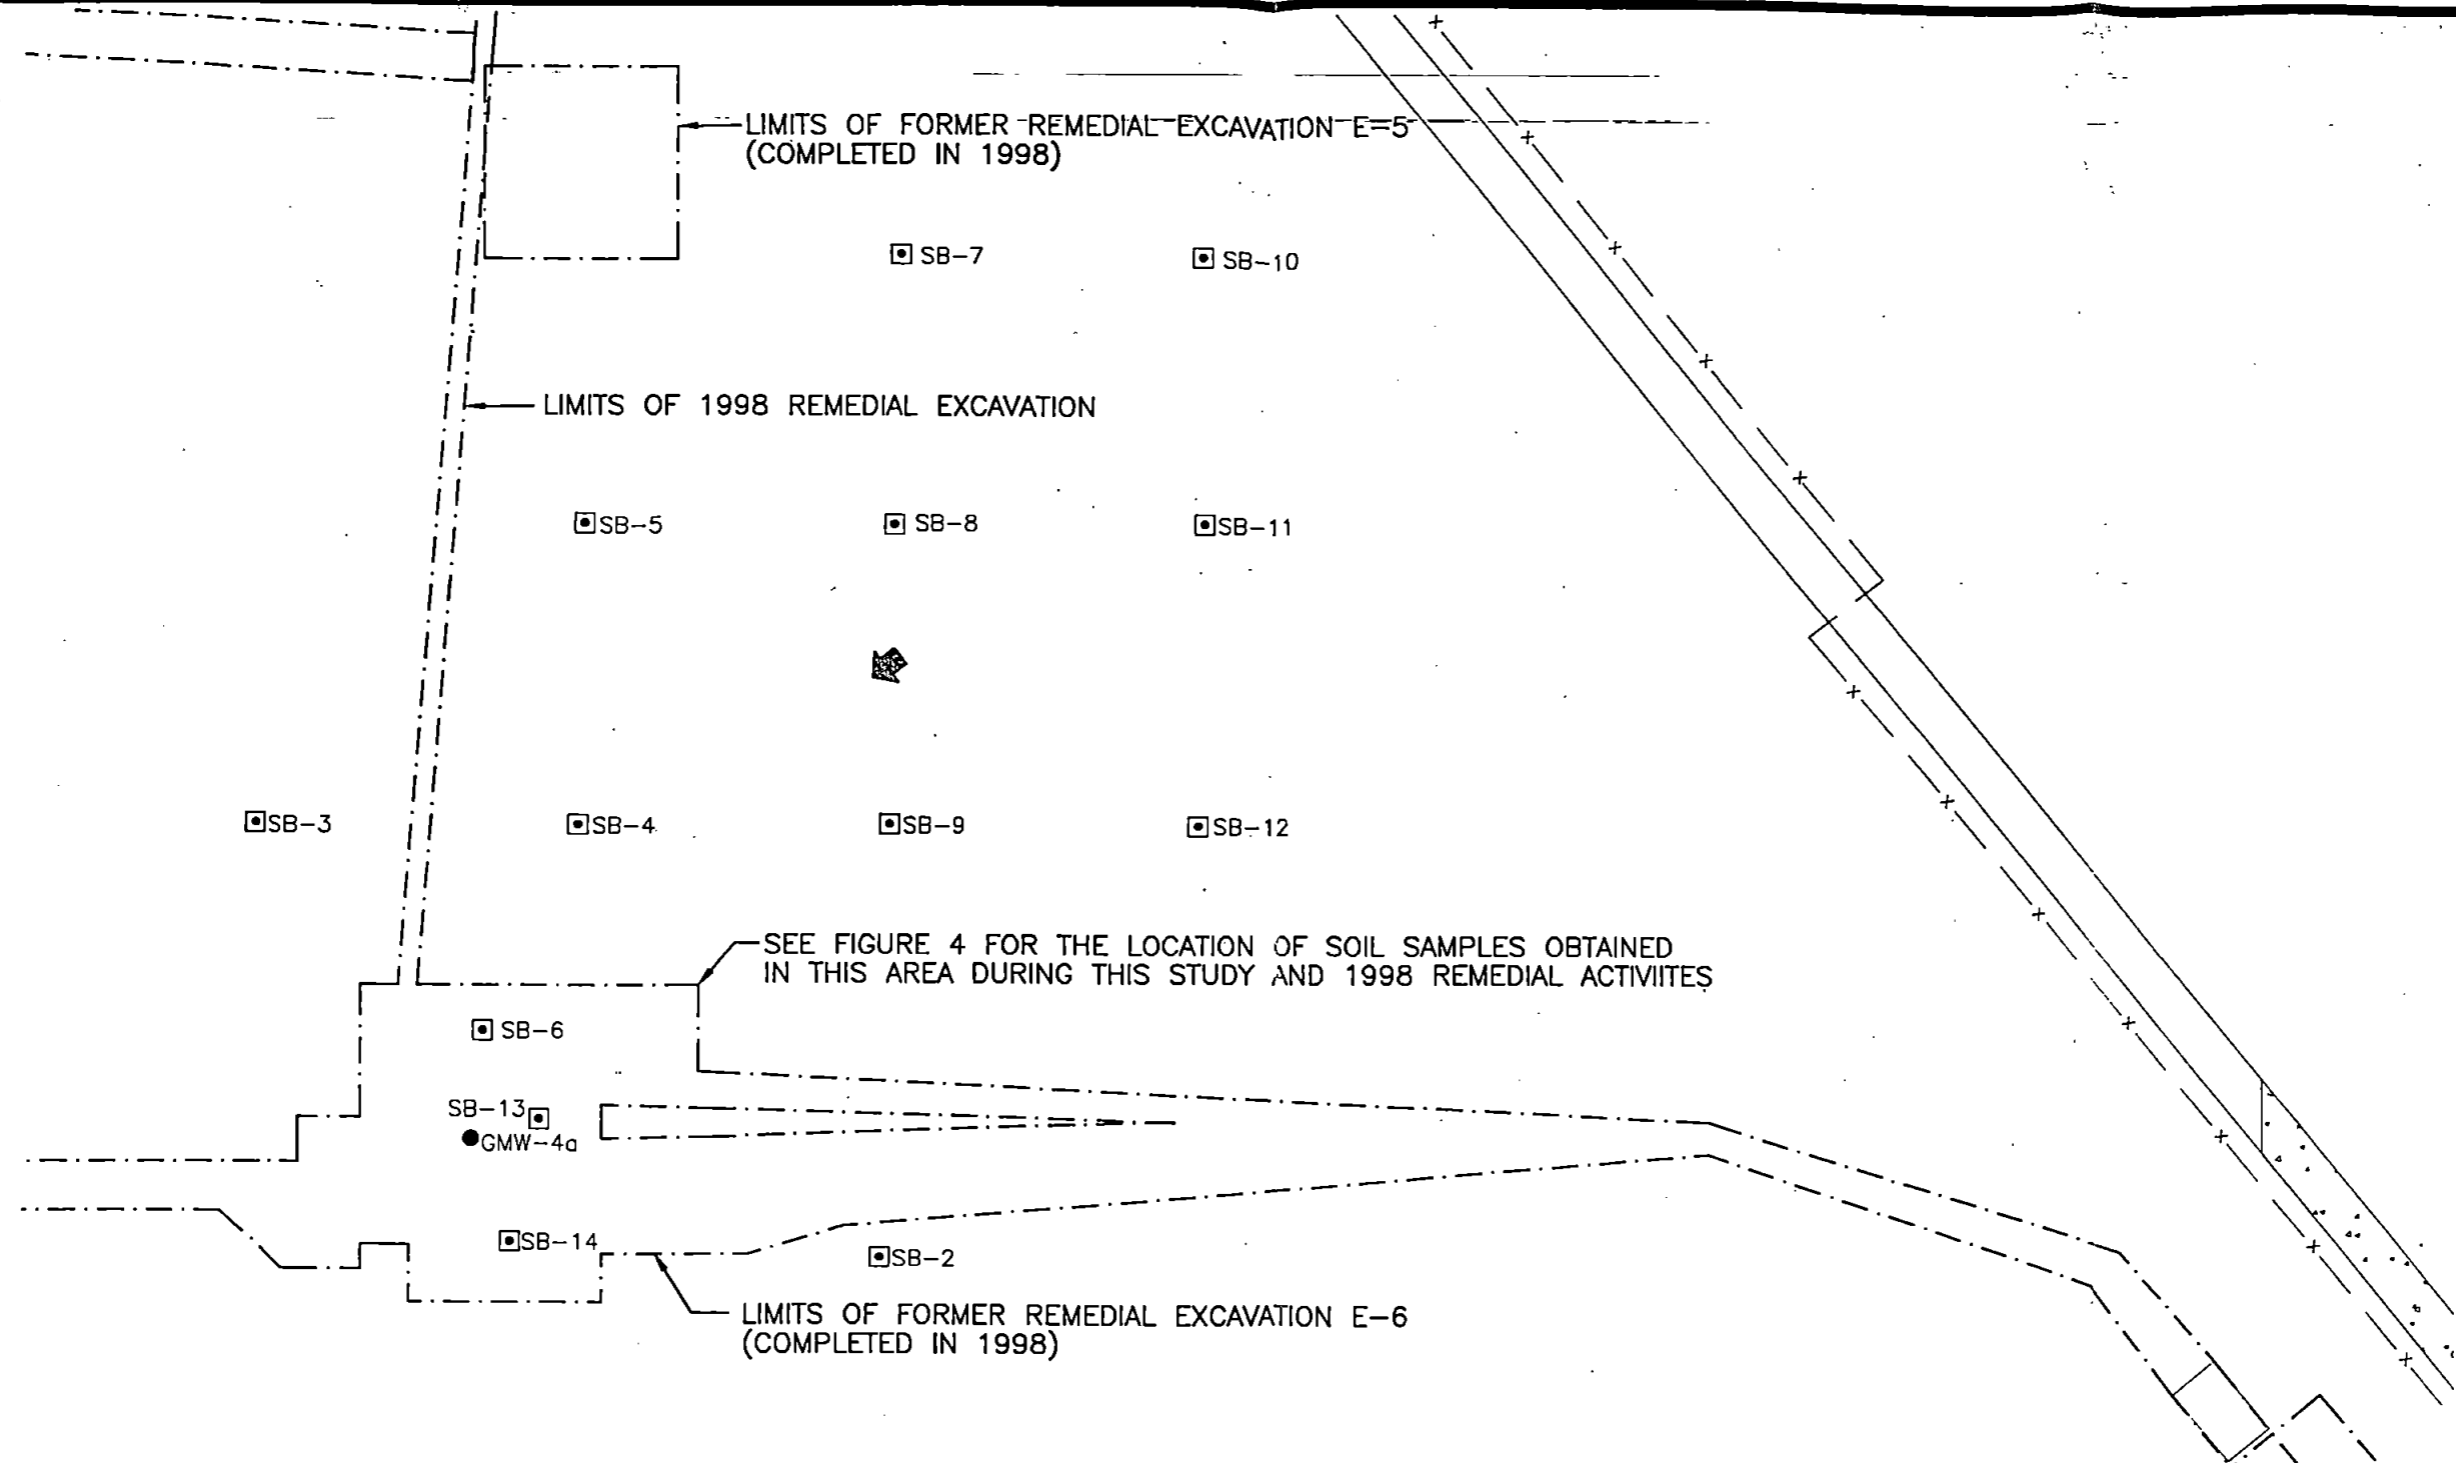 LIMITS OF FORMER REMEDIAL EXCAVATION E-5
(COMPLETED IN 1998)
SB-7
SB-10
LIMITS OF 1998 REMEDIAL EXCAVATION
SB-5
SB-8
SB-11
SB-3
SB-4
SB-9
SB-12
SEE FIGURE 4 FOR THE LOCATION OF SOIL SAMPLES OBTAINED
IN THIS AREA DURING THIS STUDY AND 1998 REMEDIAL ACTIVIITES
SB-6
SB-13
GMW-4a
SB-14
SB-2
LIMITS OF FORMER REMEDIAL EXCAVATION E-6
(COMPLETED IN 1998)